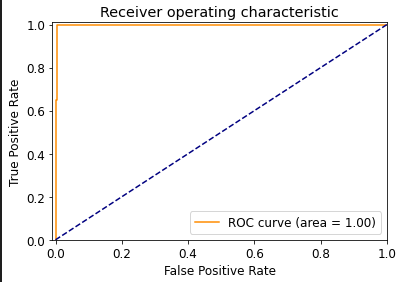 Receiver operating characteristic
1.0
0.8
0.6
0.4
0.2
0.0
True Positive Rate
ROC curve (area = 1.00)
0.0 0.2 0.4 0.6 0.8 1.0
False Positive Rate